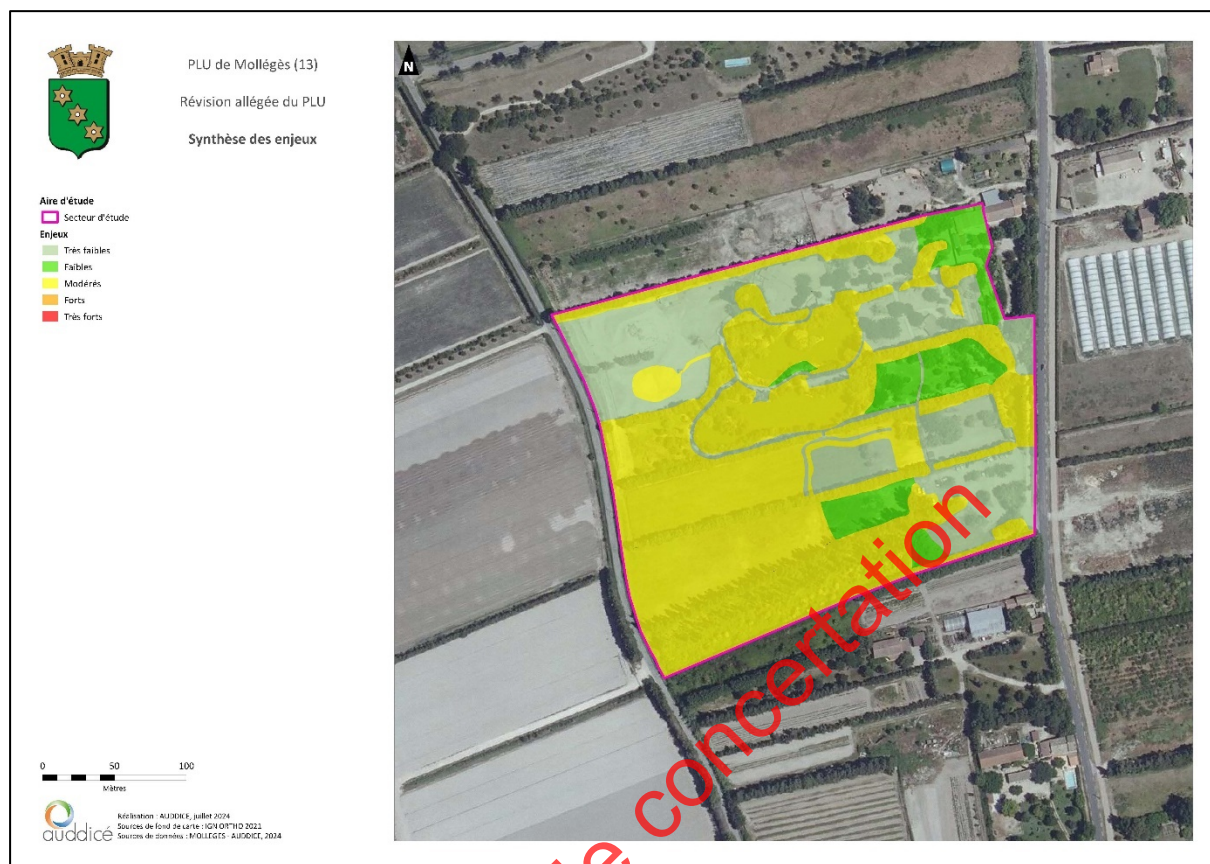 PLU de Mollégès (13)
Révision allégée du PLU
Synthèse des enjeux
N
Aire d'étude
Secteur d'étude
Enjeux
Très faibles
Faibles
Modérés
Forts
Très forts
0 50 100
Mètres
auddicé
Réalisation : AUDDICE, juillet 2024
Sources de fond de carte : IGN ORTHO 2021
Sources de données : MOLLEGES - AUDDICE, 2024
de concertation